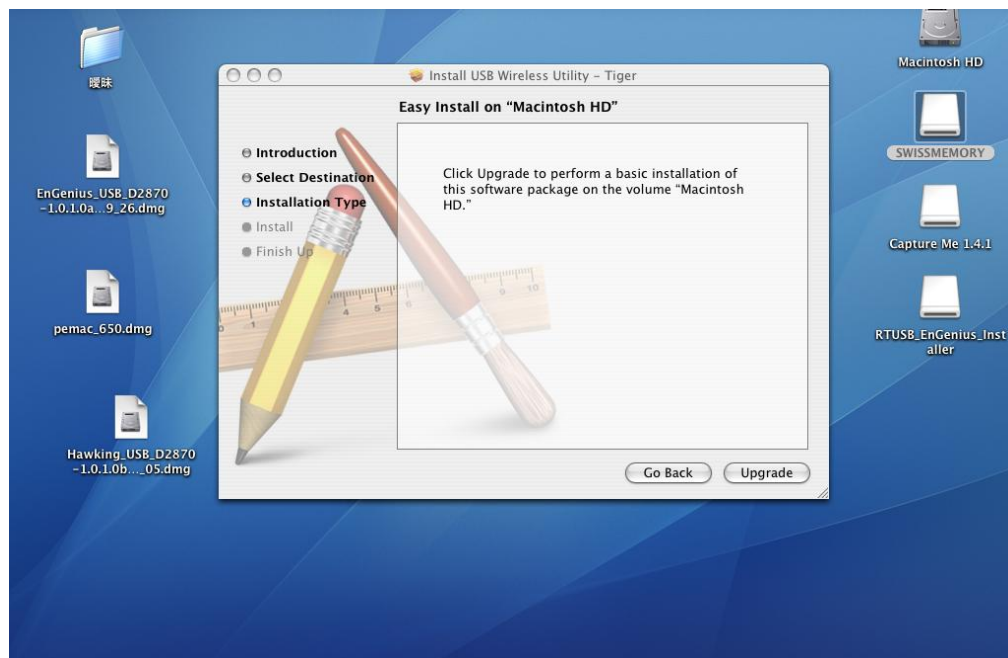 曖昧
EnGenius_USB_D2870
-1.0.1.0a...9_26.dmg
pemac_650.dmg
Hawking_USB_D2870
-1.0.1.0b..._05.dmg
Install USB Wireless Utility – Tiger
Easy Install on “Macintosh HD”
Introduction
Select Destination
Installation Type
Install
Finish Up
Click Upgrade to perform a basic installation of
this software package on the volume “Macintosh
HD.”
Go Back
Upgrade
Macintosh HD
SWISSMEMORY
Capture Me 1.4.1
RTUSB_EnGenius_Inst
aller